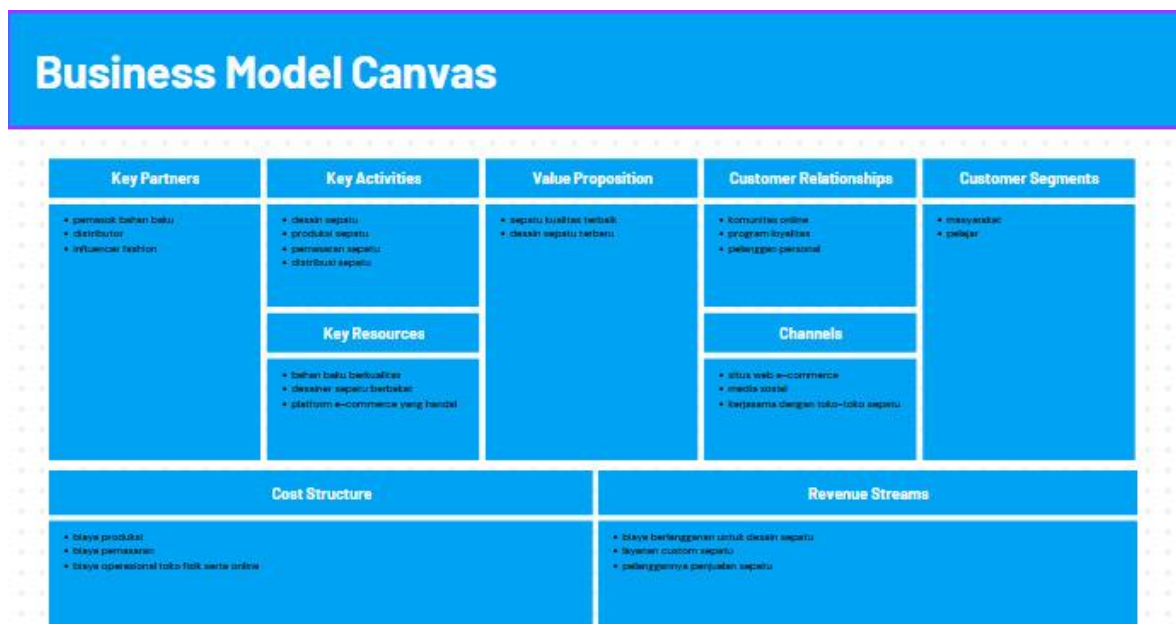 Business Model Canvas
Key Partners
• pemasok bahan baku
• distributor
• influencer fashion
Key Activities
• desain sepatu
• produksi sepatu
• pemasaran sepatu
• distribusi sepatu
Key Resources
• bahan baku berkualitas
• desainer sepatu berbakat
• platform e-commerce yang handal
Value Proposition
• sepatu kualitas terbaik
• desain sepatu terbaru
Customer Relationships
• komunitas online
• program loyalitas
• pelanggan personal
Channels
• situs web e-commerce
• media sosial
• kerjasama dengan toko-toko sepatu
Customer Segments
• masyarakat
• pelajar
Cost Structure
• biaya produksi
• biaya pemasaran
• biaya operasional toko fisik serta online
Revenue Streams
• biaya berlangganan untuk desain sepatu
• layanan custom sepatu
• pelanggannya penjualan sepatu